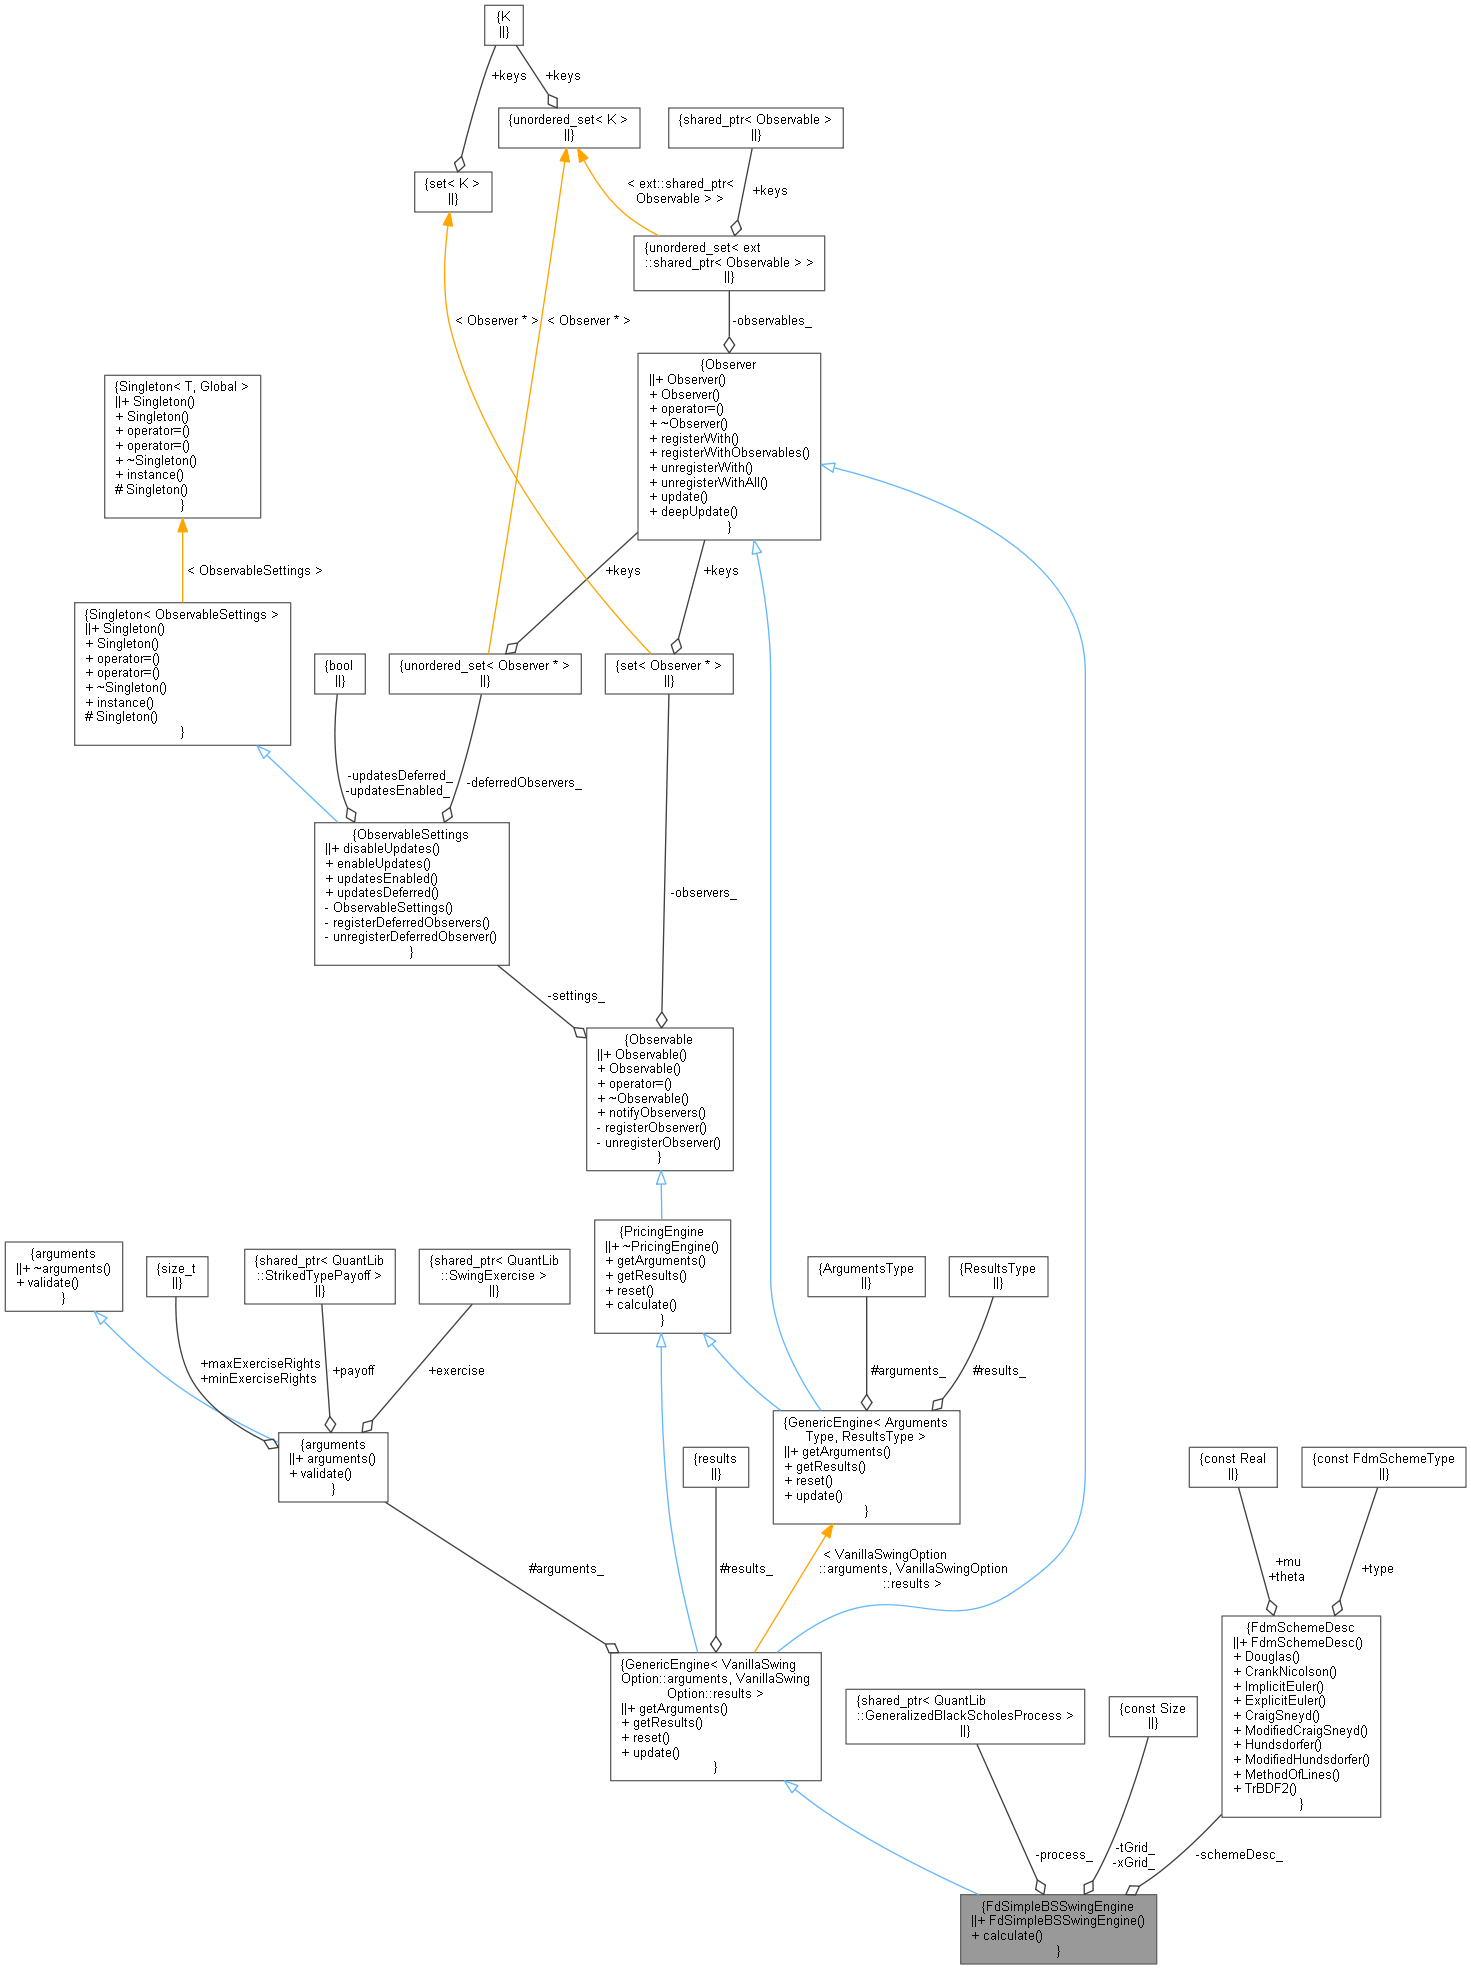 {K
||}
+keys
+keys
{unordered_set< K >
||}
{shared_ptr< Observable >
||}
{set< K >
||}
< ext::shared_ptr<
Observable > >
+keys
{unordered_set< ext
::shared_ptr< Observable > >
||}
< Observer * >
< Observer * >
-observables_
{Observer
||+ Observer()
+ Observer()
+ operator=()
+ ~Observer()
+ registerWith()
+ registerWithObservables()
+ unregisterWith()
+ unregisterWithAll()
+ update()
+ deepUpdate()
}
{Singleton< T, Global >
||+ Singleton()
+ Singleton()
+ operator=()
+ operator=()
+ ~Singleton()
+ instance()
# Singleton()
}
< ObservableSettings >
+keys
+keys
{Singleton< ObservableSettings >
||+ Singleton()
+ Singleton()
+ operator=()
+ operator=()
+ ~Singleton()
+ instance()
# Singleton()
}
{bool
||}
{unordered_set< Observer * >
||}
{set< Observer * >
||}
-updatesDeferred_
-updatesEnabled_
-deferredObservers_
{ObservableSettings
||+ disableUpdates()
+ enableUpdates()
+ updatesEnabled()
+ updatesDeferred()
- ObservableSettings()
- registerDeferredObservers()
- unregisterDeferredObserver()
}
-observers_
-settings_
{Observable
||+ Observable()
+ Observable()
+ operator=()
+ ~Observable()
+ notifyObservers()
- registerObserver()
- unregisterObserver()
}
{PricingEngine
||+ ~PricingEngine()
+ getArguments()
+ getResults()
+ reset()
+ calculate()
}
{arguments
||+ ~arguments()
+ validate()
}
{size_t
||}
{shared_ptr< QuantLib
::StrikedTypePayoff >
||}
{shared_ptr< QuantLib
::SwingExercise >
||}
{ArgumentsType
||}
{ResultsType
||}
+maxExerciseRights
+minExerciseRights
+payoff
+exercise
#arguments_
#results_
{arguments
||+ arguments()
+ validate()
}
{GenericEngine< Arguments
Type, ResultsType >
||+ getArguments()
+ getResults()
+ reset()
+ update()
}
{results
||}
{const Real
||}
{const FdmSchemeType
||}
#arguments_
#results_
< VanillaSwingOption
::arguments, VanillaSwingOption
::results >
+mu
+theta
+type
{GenericEngine< VanillaSwing
Option::arguments, VanillaSwing
Option::results >
||+ getArguments()
+ getResults()
+ reset()
+ update()
}
{FdmSchemeDesc
||+ FdmSchemeDesc()
+ Douglas()
+ CrankNicolson()
+ ImplicitEuler()
+ ExplicitEuler()
+ CraigSneyd()
+ ModifiedCraigSneyd()
+ Hundsdorfer()
+ ModifiedHundsdorfer()
+ MethodOfLines()
+ TrBDF2()
}
{shared_ptr< QuantLib
::GeneralizedBlackScholesProcess >
||}
{const Size
||}
-process_
-tGrid_
-xGrid_
-schemeDesc_
{FdSimpleBSSwingEngine
||+ FdSimpleBSSwingEngine()
+ calculate()
}